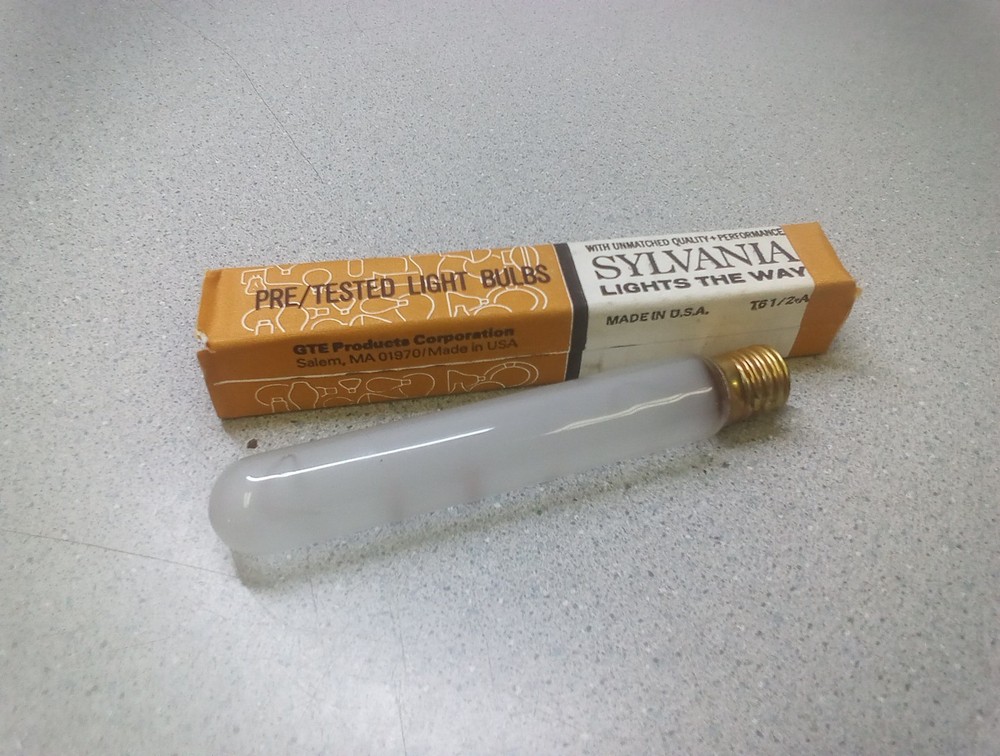 PRE/TESTED LIGHT BULBS
GTE Products Corporation
Salem, MA 01970/Made in USA
WITH UNMATCHED QUALITY + PERFORMANCE
SYLVANIA
LIGHTS THE WAY
MADE IN U.S.A.
T6 1/2-A